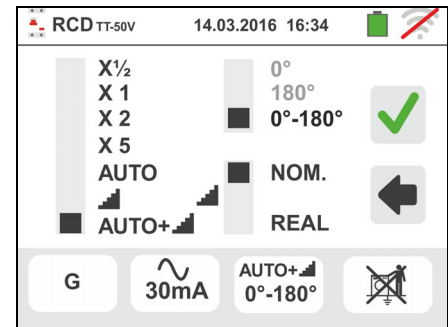 RCD TT-50V 14.03.2016 16:34
X½ 0°
X 1 180°
X 2 0°-180°
X 5
AUTO NOM.
AUTO+ REAL
G 30mA AUTO+ 0°-180°